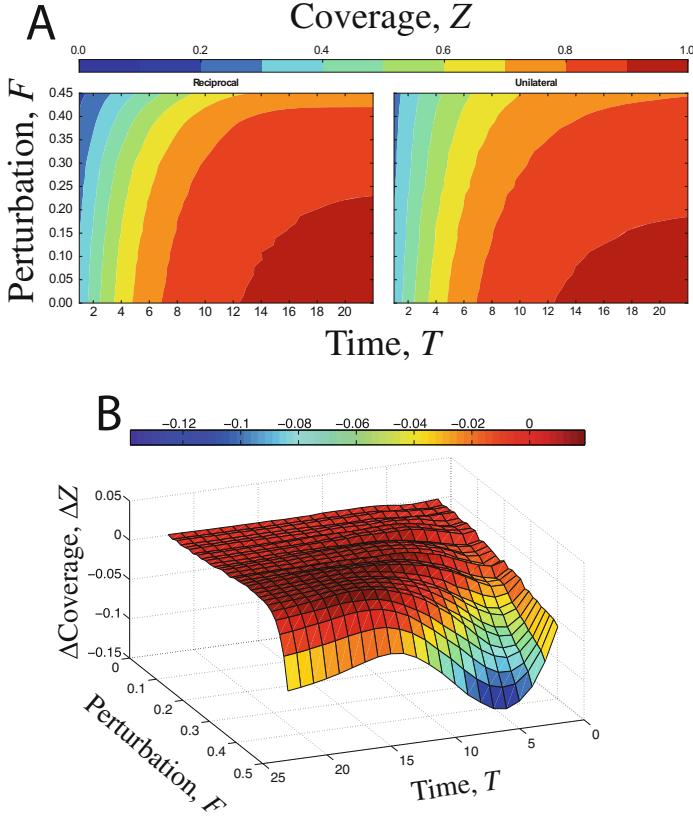 A
Coverage, Z
0.0 0.2 0.4 0.6 0.8 1.0
Reciprocal Unilateral
Perturbation, F
0.45
0.40
0.35
0.30
0.25
0.20
0.15
0.10
0.05
0.00
2 4 6 8 10 12 14 16 18 20 2 4 6 8 10 12 14 16 18 20
Time, T
B
−0.12 −0.1 −0.08 −0.06 −0.04 −0.02 0
ΔCoverage, ΔZ
0.05
0
−0.05
−0.1
−0.15
0
0.1
0.2
0.3
0.4
0.5
Perturbation, F
25 20 15 10 5 0
Time, T